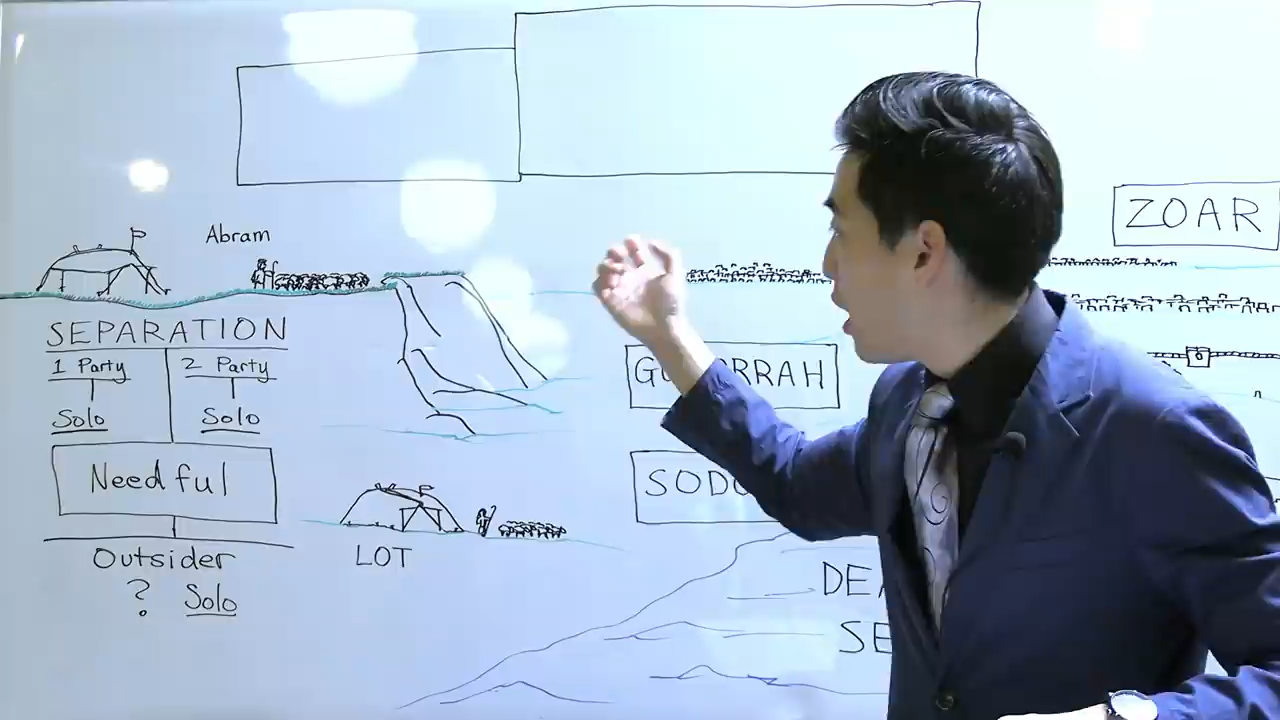 Abram
ZOAR
SEPARATION
1 Party
2 Party
Solo
Solo
Needful
Outsider
? Solo
LOT